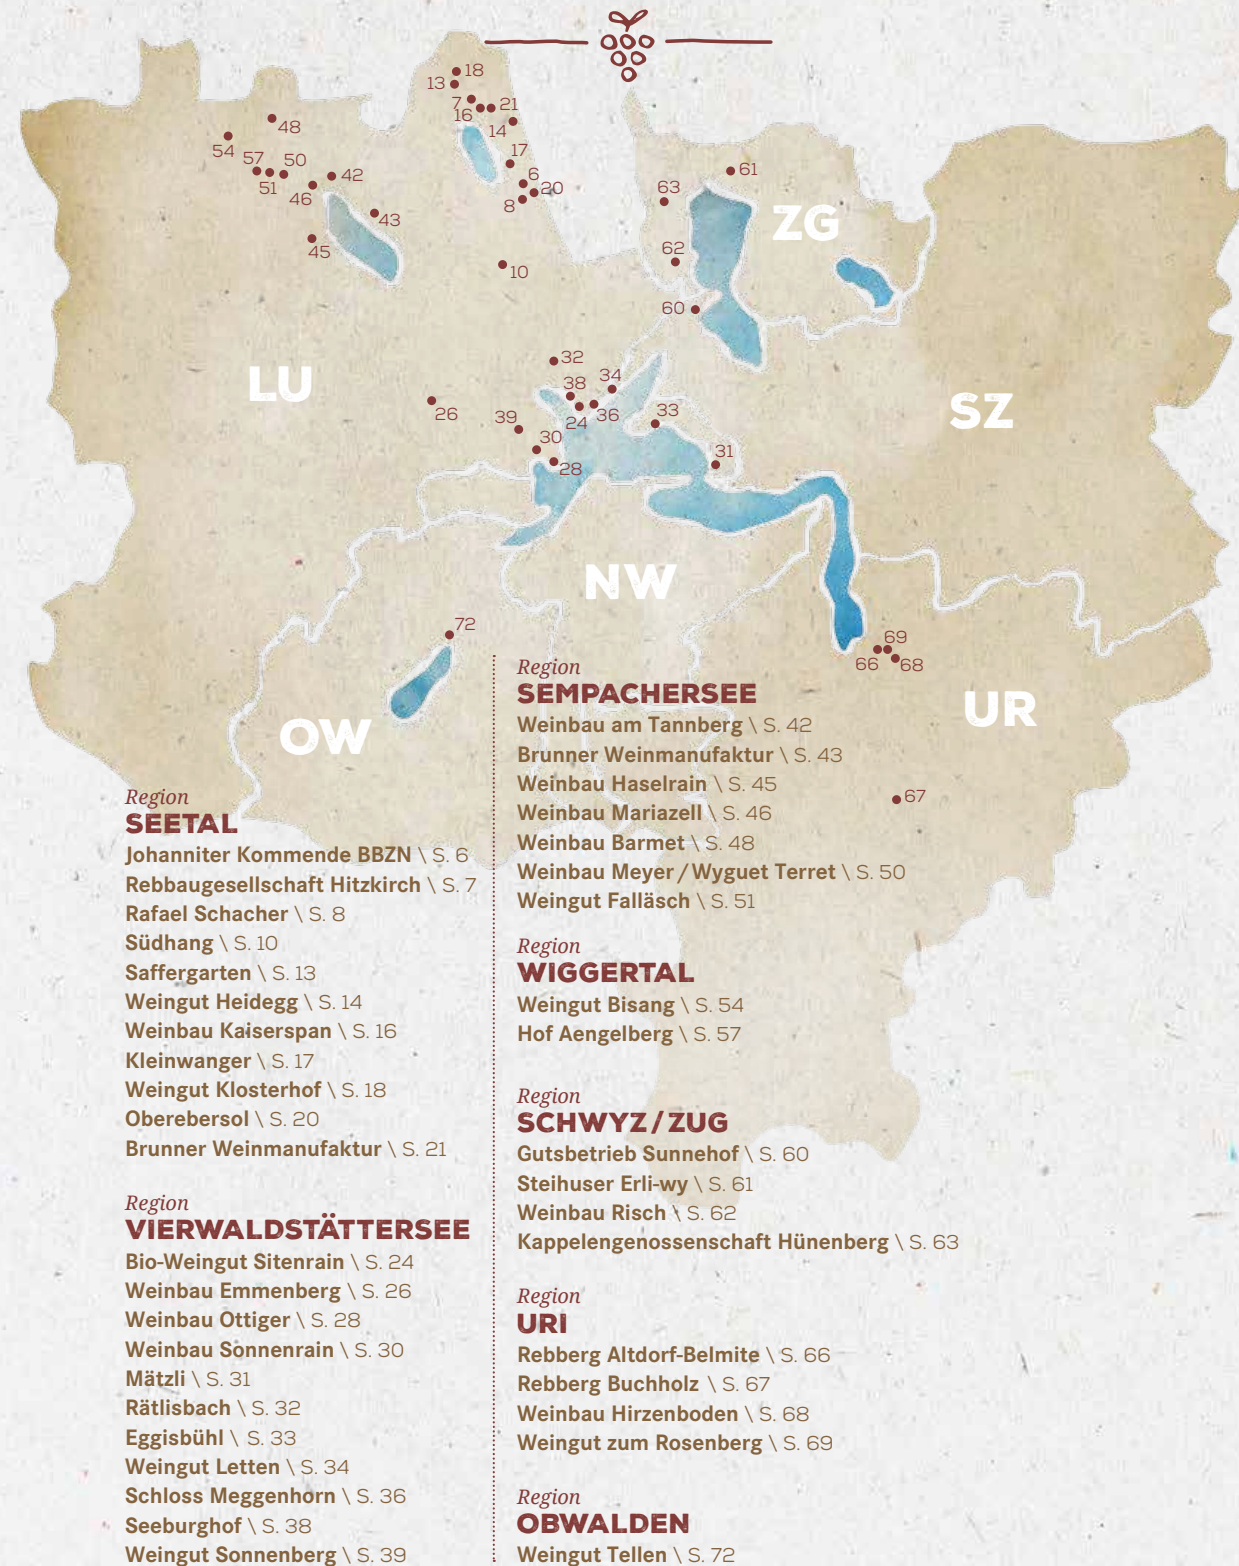 18
13
7
16
21
14
48
54
17
57
50
51
42
46
6
20
8
43
45
10
61
63
ZG
62
60
32
38
34
LU
26
39
24
36
33
SZ
30
28
31
NW
72
69
66
68
UR
OW
67
Region
SEETAL
Johanniter Kommende BBZN \ S. 6
Rebbaugesellschaft Hitzkirch \ S. 7
Rafael Schacher \ S. 8
Südhang \ S. 10
Saffergarten \ S. 13
Weingut Heidegg \ S. 14
Weinbau Kaiserspan \ S. 16
Kleinwanger \ S. 17
Weingut Klosterhof \ S. 18
Oberebersol \ S. 20
Brunner Weinmanufaktur \ S. 21
Region
VIERWALDSTÄTTERSEE
Bio-Weingut Sitenrain \ S. 24
Weinbau Emmenberg \ S. 26
Weinbau Ottiger \ S. 28
Weinbau Sonnenrain \ S. 30
Mätzli \ S. 31
Rätlisbach \ S. 32
Eggisbühl \ S. 33
Weingut Letten \ S. 34
Schloss Meggenhorn \ S. 36
Seeburghof \ S. 38
Weingut Sonnenberg \ S. 39
Region
SEMPACHERSEE
Weinbau am Tannberg \ S. 42
Brunner Weinmanufaktur \ S. 43
Weinbau Haselrain \ S. 45
Weinbau Mariazell \ S. 46
Weinbau Barmet \ S. 48
Weinbau Meyer / Wyguet Terret \ S. 50
Weingut Falläsch \ S. 51
Region
WIGGERTAL
Weingut Bisang \ S. 54
Hof Aengelberg \ S. 57
Region
SCHWYZ / ZUG
Gutsbetrieb Sunnehof \ S. 60
Steihuser Erli-wy \ S. 61
Weinbau Risch \ S. 62
Kappelengenossenschaft Hünenberg \ S. 63
Region
URI
Rebberg Altdorf-Belmite \ S. 66
Rebberg Buchholz \ S. 67
Weinbau Hirzenboden \ S. 68
Weingut zum Rosenberg \ S. 69
Region
OBWALDEN
Weingut Tellen \ S. 72